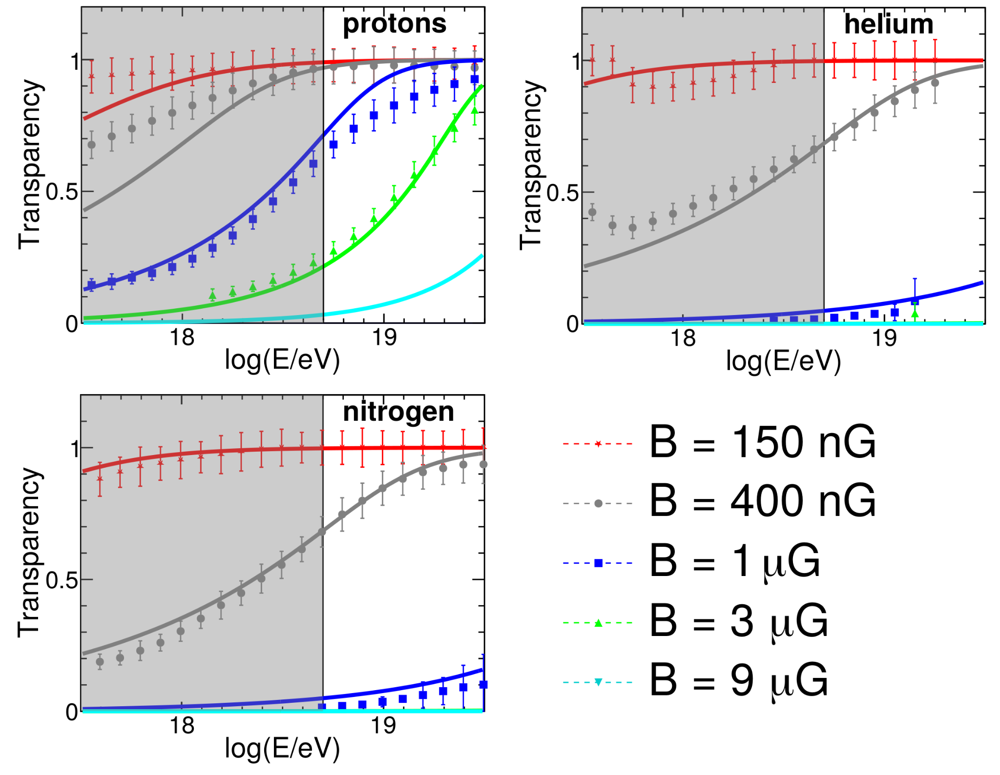 protons
Transparency
1
0.5
0
18
19
log(E/eV)
helium
Transparency
1
0.5
0
18
19
log(E/eV)
nitrogen
Transparency
1
0.5
0
18
19
log(E/eV)
B = 150 nG
B = 400 nG
B = 1 μG
B = 3 μG
B = 9 μG